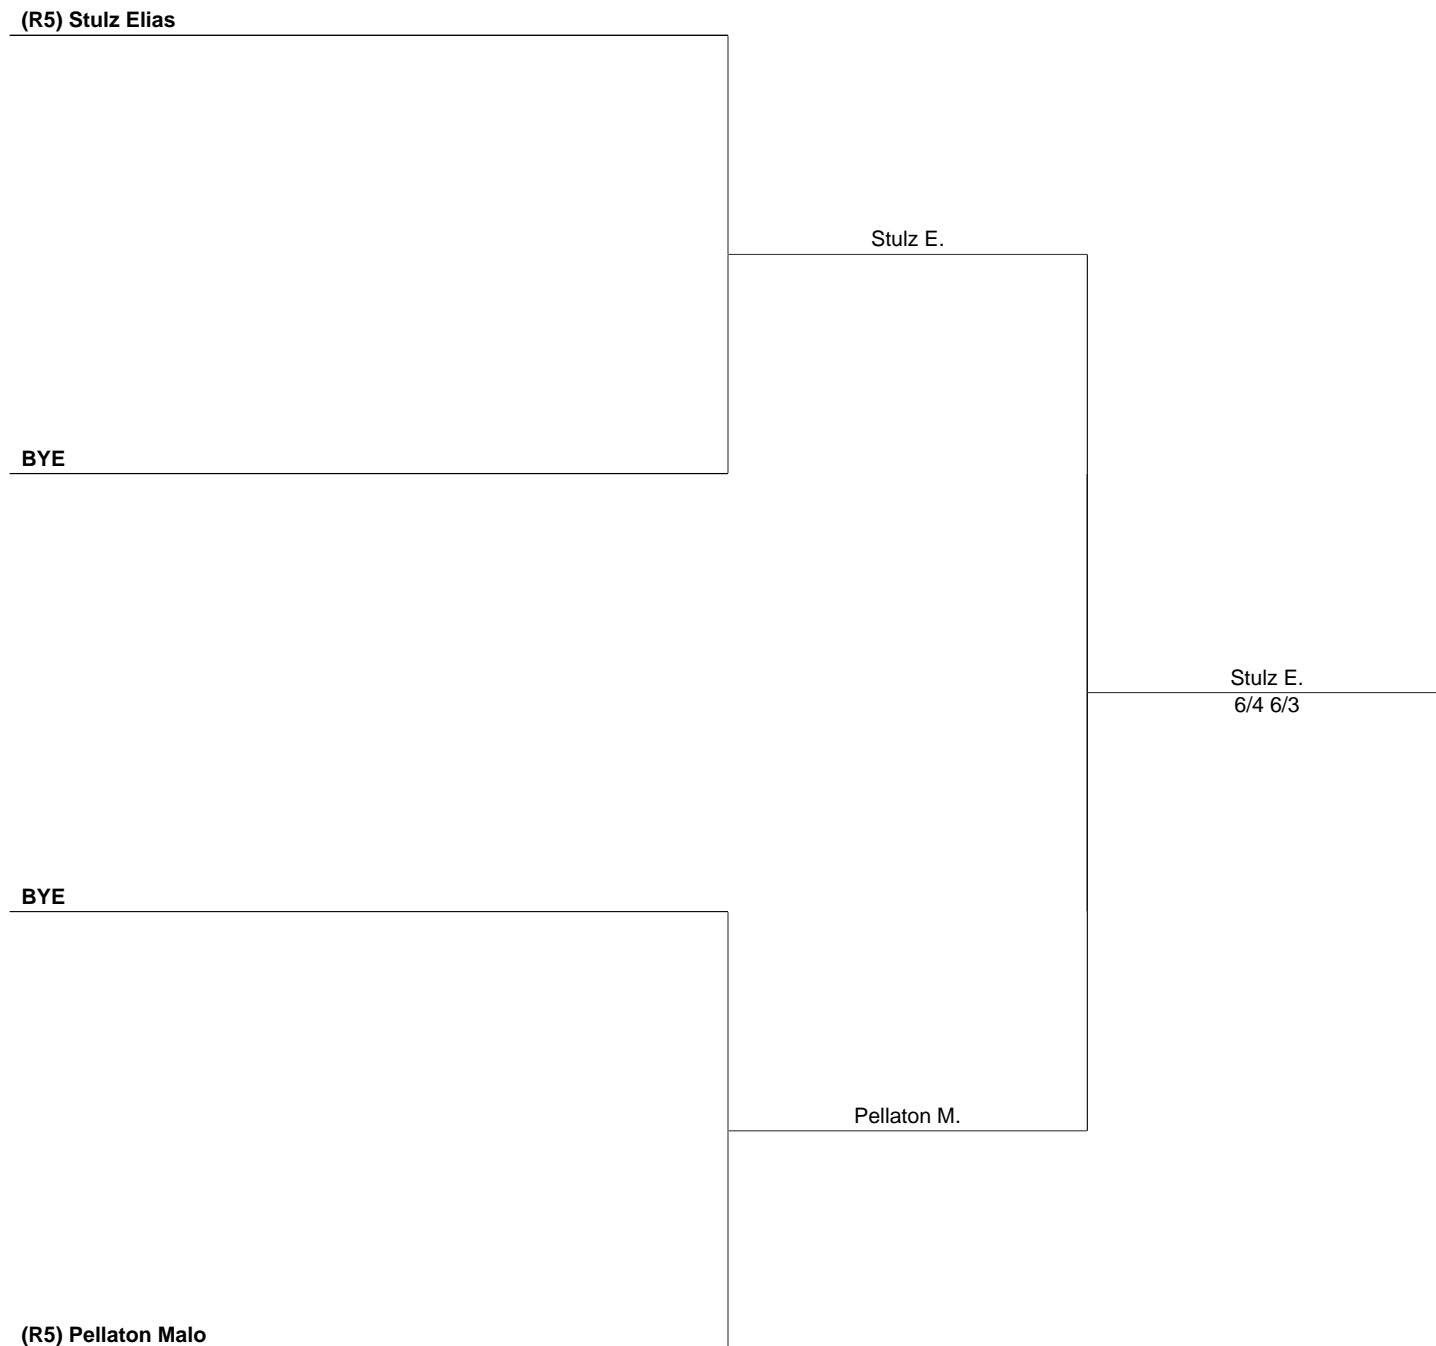 (R5) Stulz Elias
Stulz E.
BYE
Stulz E.
6/4 6/3
BYE
Pellaton M.
(R5) Pellaton Malo